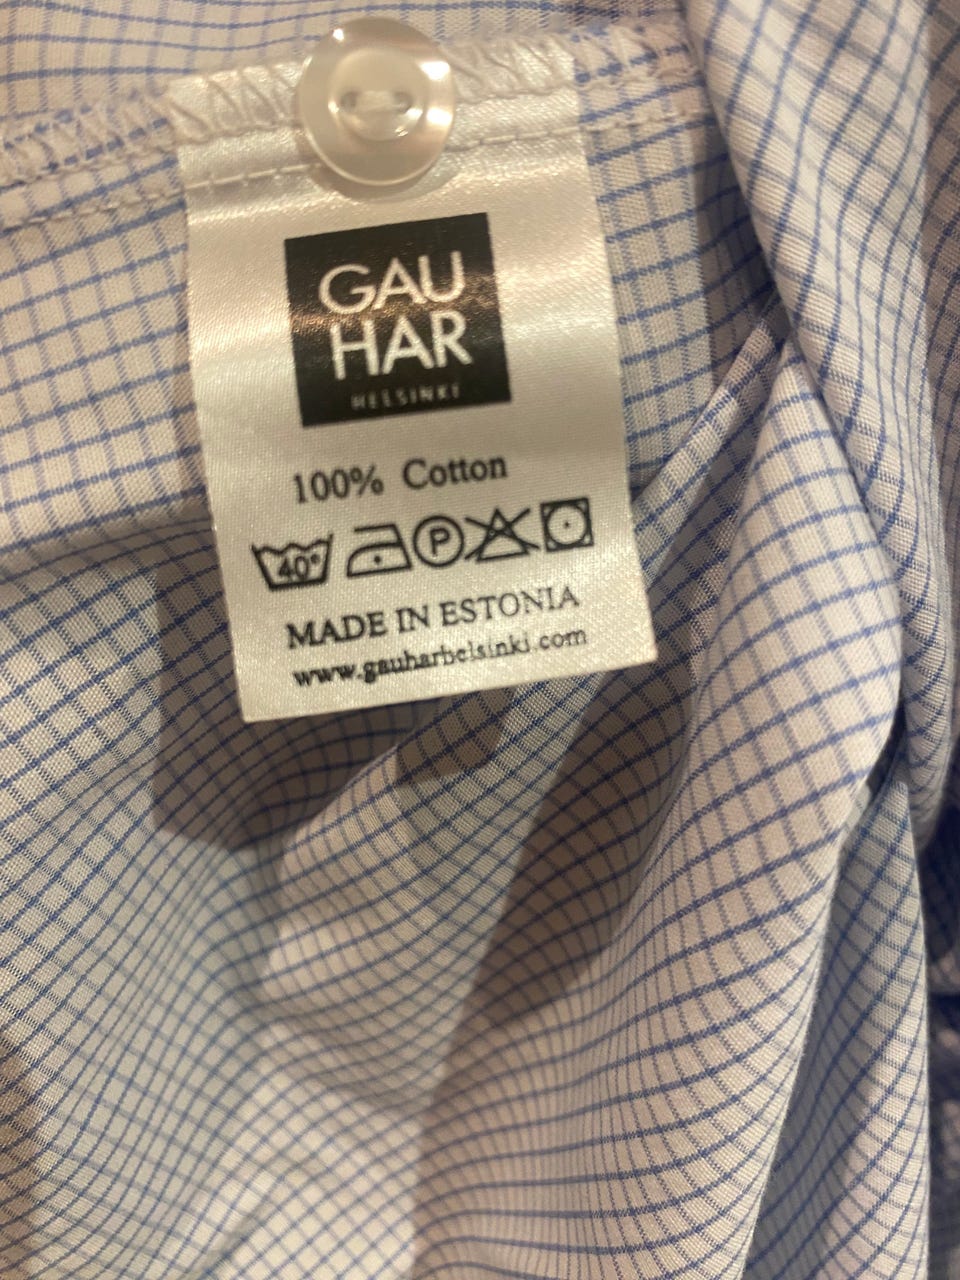 GAU
HAR
HELSINKI
100% Cotton
40° P
MADE IN ESTONIA
www.gauharhelsinki.com